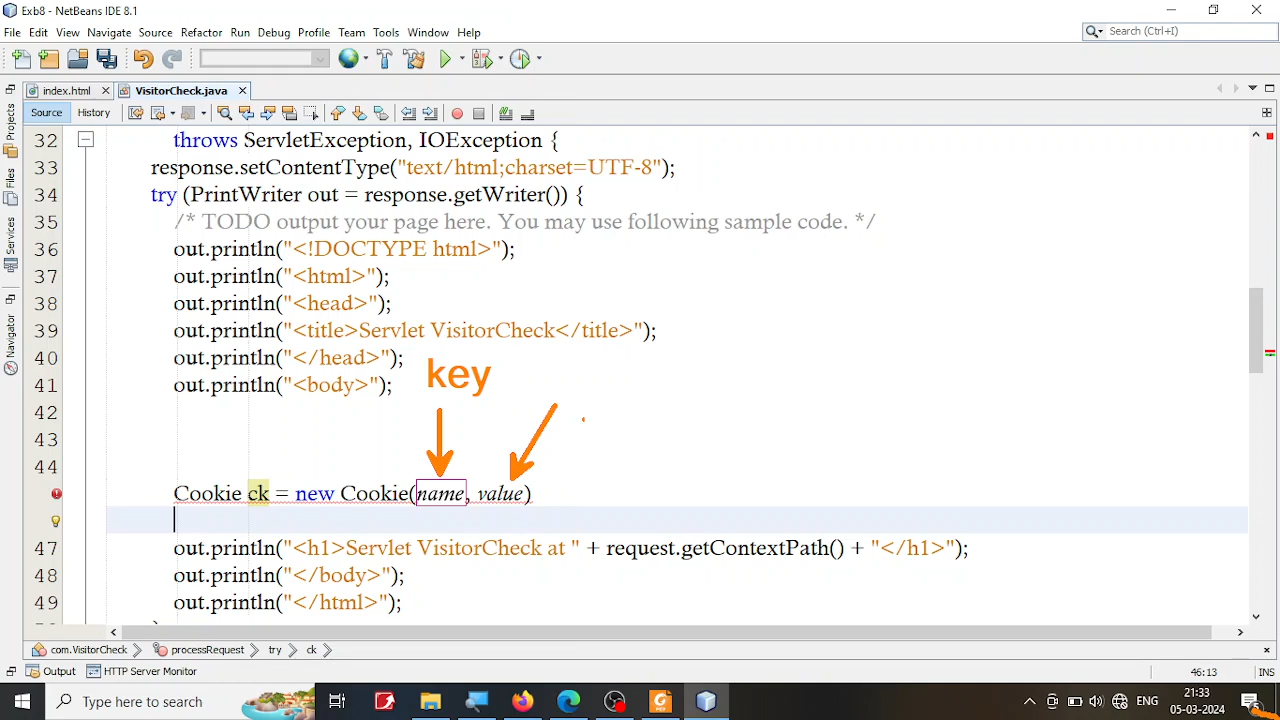 Exb8 - NetBeans IDE 8.1
File Edit View Navigate Source Refactor Run Debug Profile Team Tools Window Help
Search (Ctrl+I)
index.html VisitorCheck.java
Source History
Projects
Files
Services
Navigator
32 throws ServletException, IOException {
33 response.setContentType("text/html;charset=UTF-8");
34 try (PrintWriter out = response.getWriter()) {
35 /* TODO output your page here. You may use following sample code. */
36 out.println("<!DOCTYPE html>");
37 out.println("<html>");
38 out.println("<head>");
39 out.println("<title>Servlet VisitorCheck</title>");
40 out.println("</head>");
41 out.println("<body>");
key
42
43
44
Cookie ck = new Cookie(name, value)
47 out.println("<h1>Servlet VisitorCheck at " + request.getContextPath() + "</h1>");
48 out.println("</body>");
49 out.println("</html>");
com.VisitorCheck processRequest try ck
Output HTTP Server Monitor
46:13 INS
Type here to search
ENG
21:33
05-03-2024
5